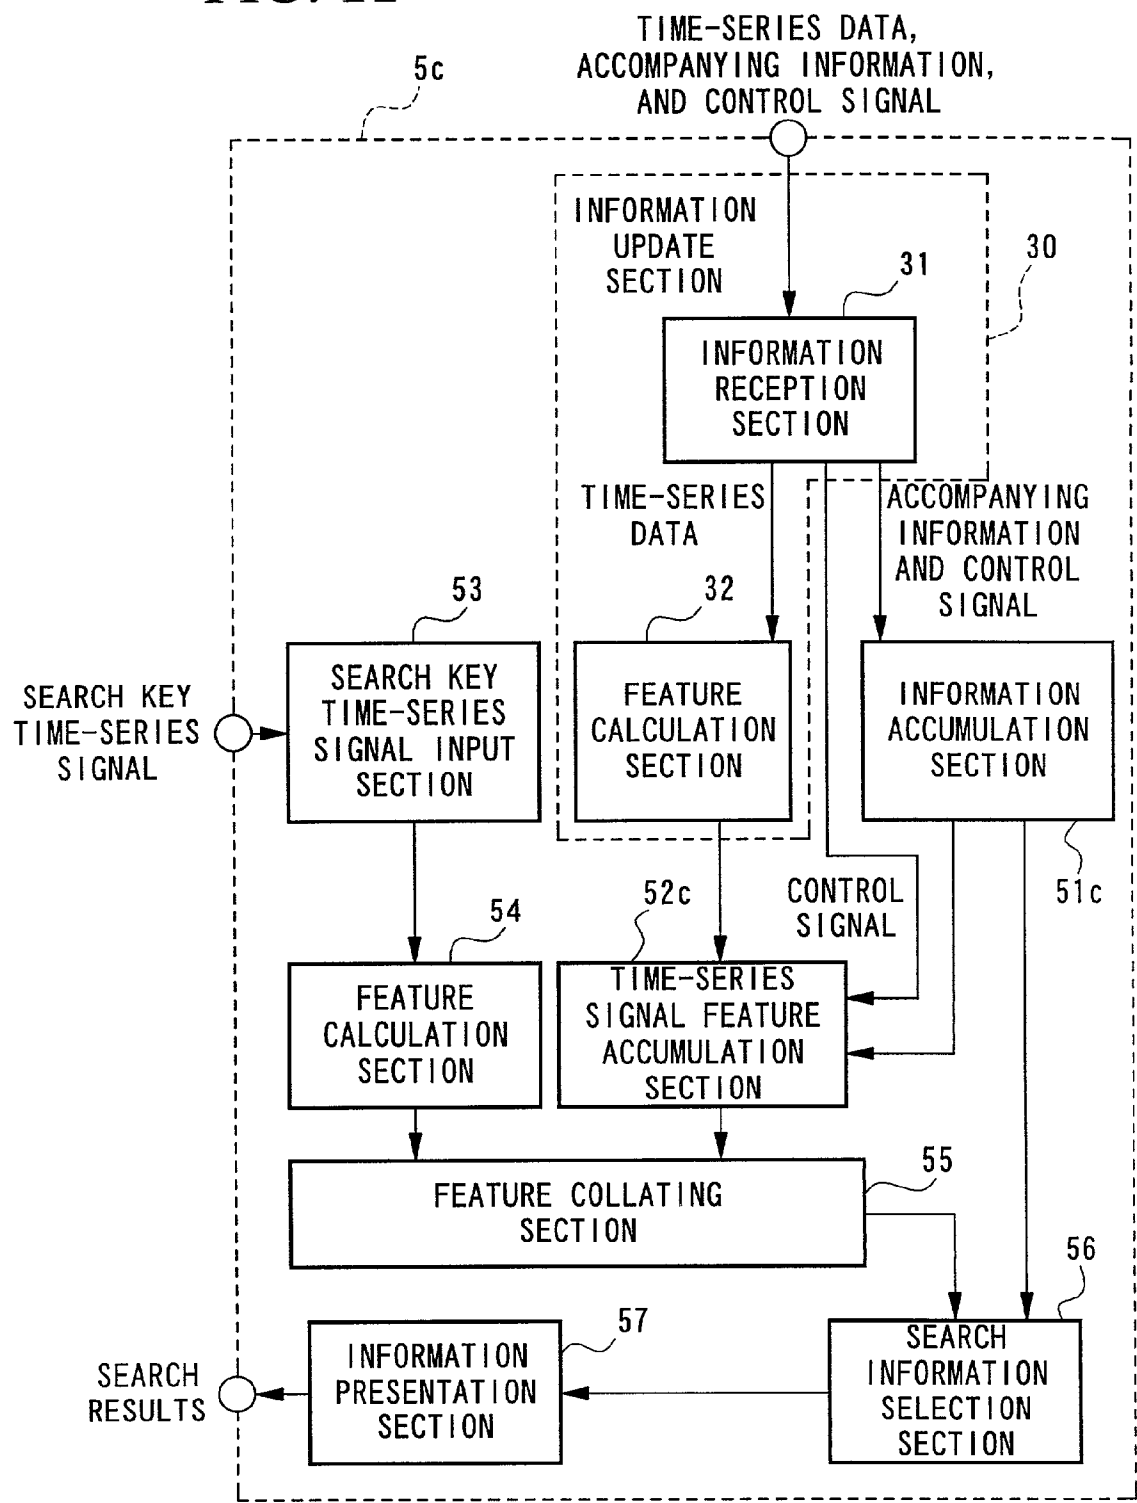 TIME-SERIES DATA,
ACCOMPANYING INFORMATION,
AND CONTROL SIGNAL
5c
INFORMATION
UPDATE
SECTION
30
31
INFORMATION
RECEPTION
SECTION
TIME-SERIES
DATA
ACCOMPANYING
INFORMATION
AND CONTROL
SIGNAL
53
32
SEARCH KEY
TIME-SERIES
SIGNAL
SEARCH KEY
TIME-SERIES
SIGNAL INPUT
SECTION
FEATURE
CALCULATION
SECTION
INFORMATION
ACCUMULATION
SECTION
51c
CONTROL
SIGNAL
54
52c
FEATURE
CALCULATION
SECTION
TIME-SERIES
SIGNAL FEATURE
ACCUMULATION
SECTION
55
FEATURE COLLATING
SECTION
56
57
SEARCH
RESULTS
INFORMATION
PRESENTATION
SECTION
SEARCH
INFORMATION
SELECTION
SECTION